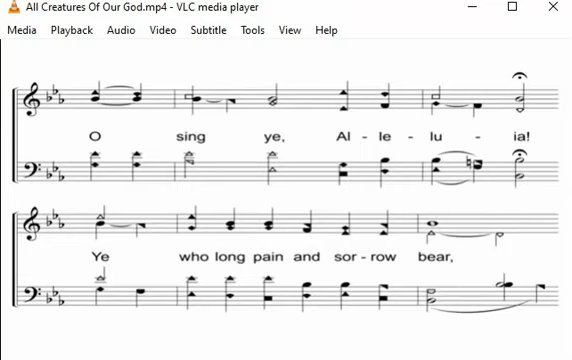 All Creatures Of Our God.mp4 - VLC media player
Media Playback Audio Video Subtitle Tools View Help
O sing ye, Al - le - lu - ia!
Ye who long pain and sor - row bear,